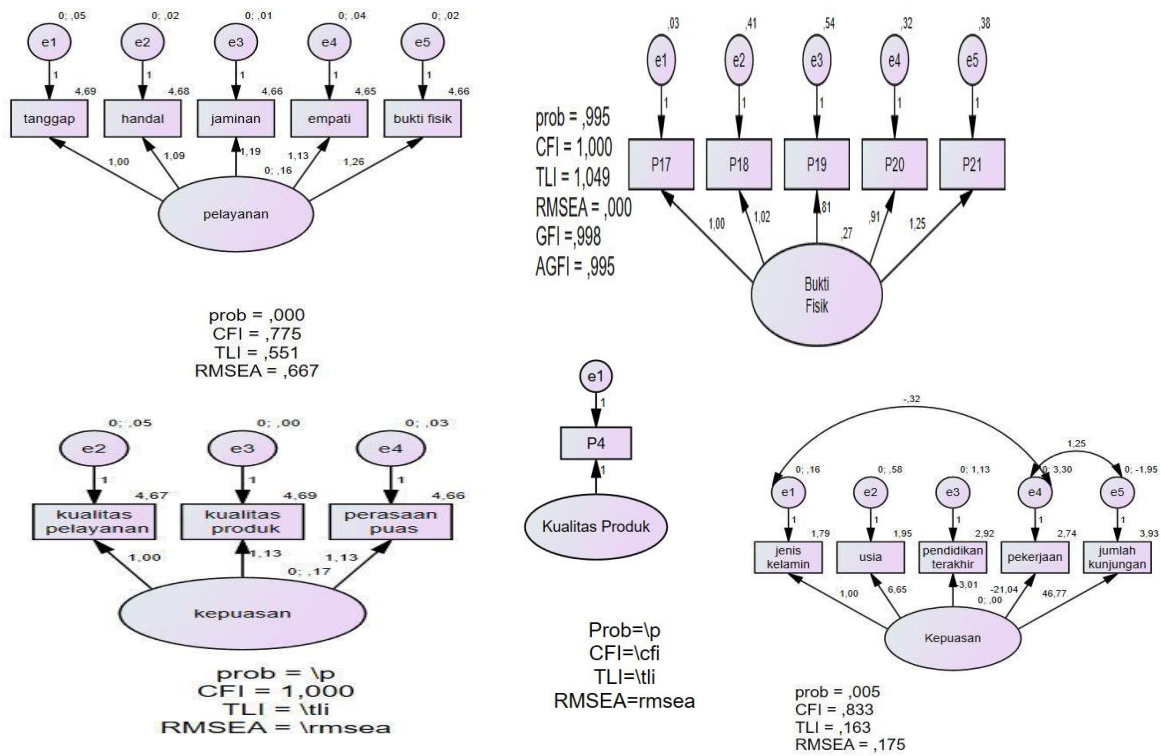 0; ,05
0; ,02
0; ,01
0; ,04
0; ,02
e1
e2
e3
e4
e5
1
1
1
1
1
4,69
4,68
4,66
4,65
4,66
tanggap
handal
jaminan
empati
bukti fisik
1,00
1,09
1,19
1,13
1,26
0; ,16
pelayanan
prob = ,000
CFI = ,775
TLI = ,551
RMSEA = ,667
,03
,41
,54
,32
,38
e1
e2
e3
e4
e5
1
1
1
1
1
prob = ,995
CFI = 1,000
TLI = 1,049
RMSEA = ,000
GFI = ,998
AGFI = ,995
P17
P18
P19
P20
P21
1,00
1,02
,81
,91
1,25
,27
Bukti
Fisik
0; ,05
0; ,00
0; ,03
e2
e3
e4
1
1
1
4,67
4,69
4,66
kualitas
pelayanan
kualitas
produk
perasaan
puas
1,00
1,13
1,13
0; ,17
kepuasan
prob = \p
CFI = 1,000
TLI = \tli
RMSEA = \rmsea
e1
1
P4
1
Kualitas Produk
Prob=\p
CFI=\cfi
TLI=\tli
RMSEA=rmsea
-,32
1,25
0; ,16
0; ,58
0; 1,13
0; 3,30
0; -1,95
e1
e2
e3
e4
e5
1
1
1
1
1
1,79
1,95
2,92
2,74
3,93
jenis
kelamin
usia
pendidikan
terakhir
pekerjaan
jumlah
kunjungan
1,00
6,65
3,01
-21,04
46,77
0; ,00
Kepuasan
prob = ,005
CFI = ,833
TLI = ,163
RMSEA = ,175